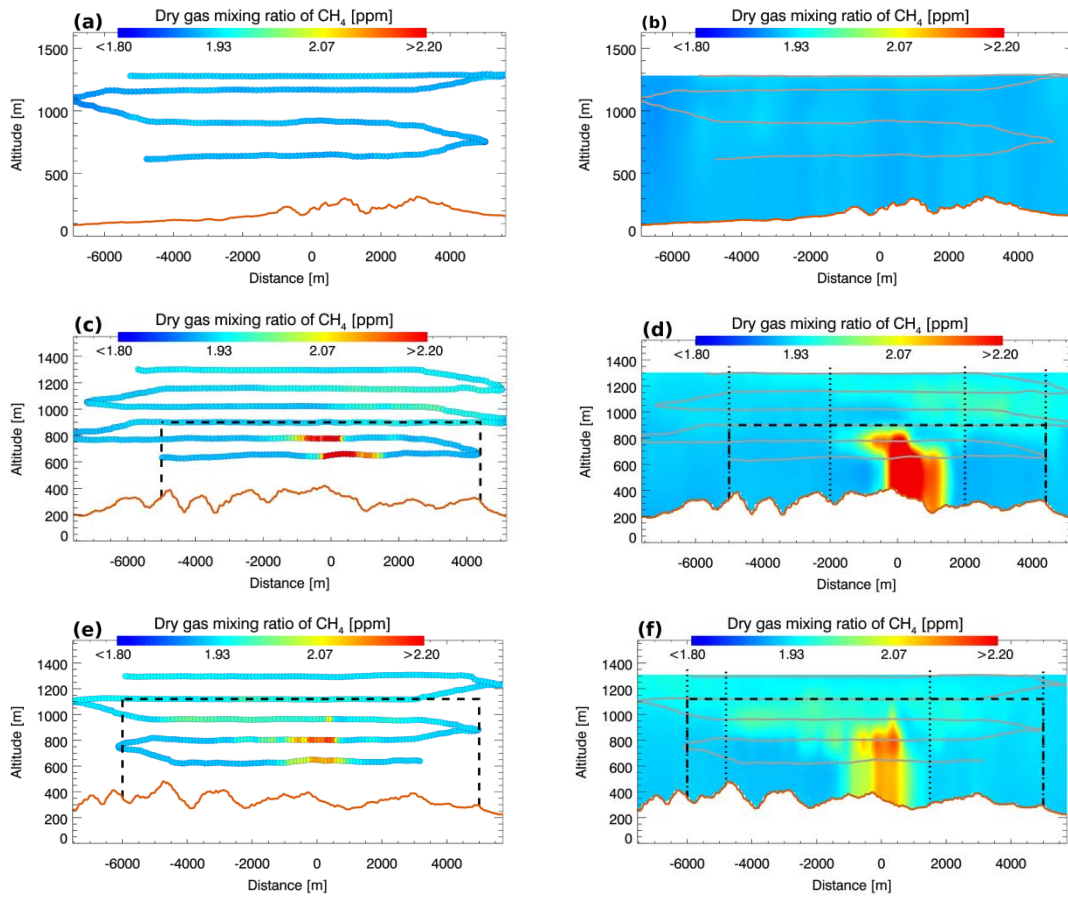 (a) Dry gas mixing ratio of CH4 [ppm]
<1.80 1.93 2.07 >2.20
1500
1000
500
0
Altitude [m]
-6000 -4000 -2000 0 2000 4000
Distance [m]
(b) Dry gas mixing ratio of CH4 [ppm]
<1.80 1.93 2.07 >2.20
1500
1000
500
0
Altitude [m]
-6000 -4000 -2000 0 2000 4000
Distance [m]
(c) Dry gas mixing ratio of CH4 [ppm]
<1.80 1.93 2.07 >2.20
1400
1200
1000
800
600
400
200
0
Altitude [m]
-6000 -4000 -2000 0 2000 4000
Distance [m]
(d) Dry gas mixing ratio of CH4 [ppm]
<1.80 1.93 2.07 >2.20
1400
1200
1000
800
600
400
200
0
Altitude [m]
-6000 -4000 -2000 0 2000 4000
Distance [m]
(e) Dry gas mixing ratio of CH4 [ppm]
<1.80 1.93 2.07 >2.20
1400
1200
1000
800
600
400
200
0
Altitude [m]
-6000 -4000 -2000 0 2000 4000
Distance [m]
(f) Dry gas mixing ratio of CH4 [ppm]
<1.80 1.93 2.07 >2.20
1400
1200
1000
800
600
400
200
0
Altitude [m]
-6000 -4000 -2000 0 2000 4000
Distance [m]